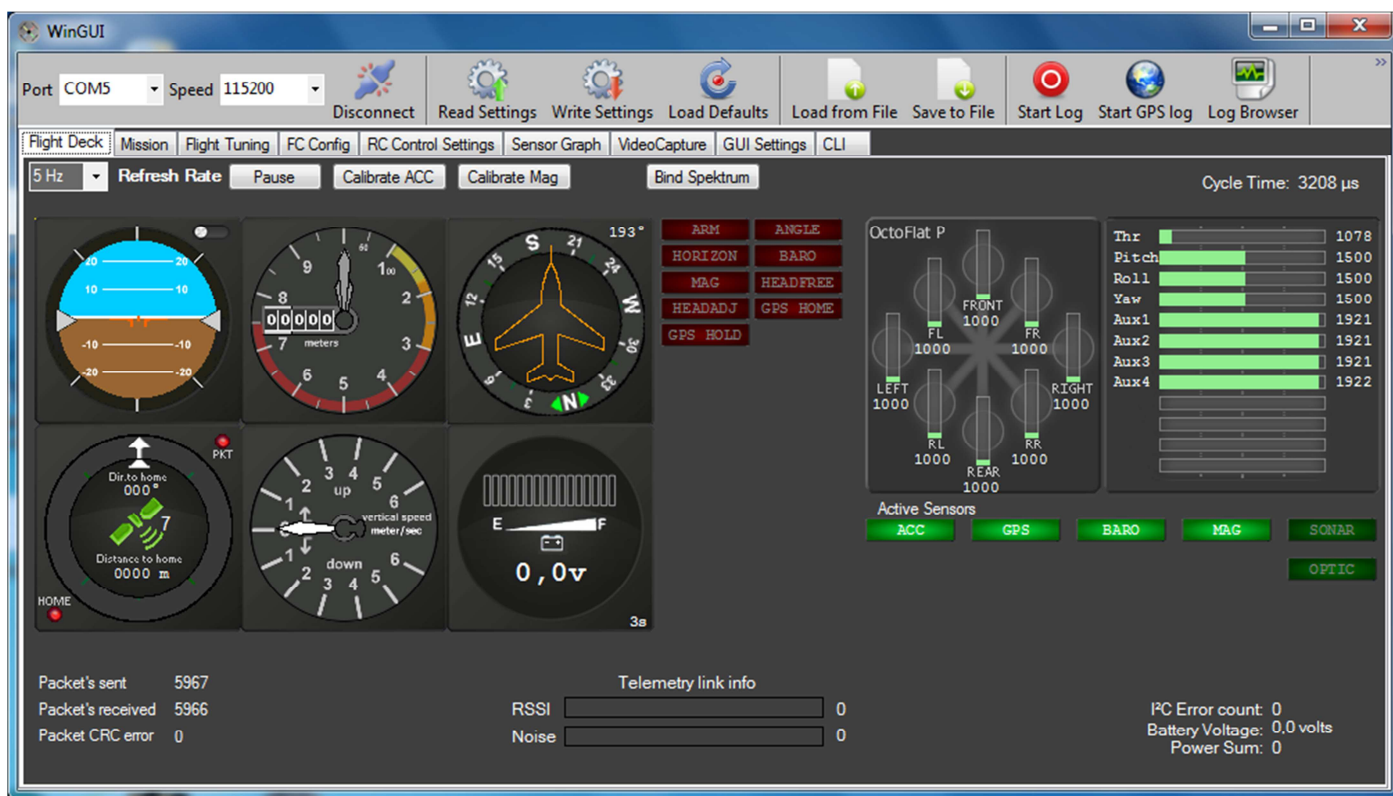 WinGUI
Port COM5 Speed 115200 Disconnect Read Settings Write Settings Load Defaults Load from File Save to File Start Log Start GPS log Log Browser
Flight Deck Mission Flight Tuning FC Config RC Control Settings Sensor Graph VideoCapture GUI Settings CLI
5 Hz Refresh Rate Pause Calibrate ACC Calibrate Mag Bind Spektrum
Cycle Time: 3208 µs
20 20
10 10
-10 -10
-20 -20
60
9 100
8 2
00000
7 meters 3
6 5 4
193°
S 21 24 W 30 33 N 3 6 E 12 15
ARM ANGLE
HORIZON BARO
MAG HEADFREE
HEADADJ GPS HOME
GPS HOLD
OctoFlat P
FRONT
1000
FL FR
1000 1000
LEFT RIGHT
1000 1000
RL RR
1000 1000
REAR
1000
Thr 1078
Pitch 1500
Roll 1500
Yaw 1500
Aux1 1921
Aux2 1921
Aux3 1921
Aux4 1922
Active Sensors
ACC GPS BARO MAG SONAR
OPTIC
PKT
Dir.to home
000°
7
Distance to home
0000 m
HOME
1 2 3 4 5 6
up
vertical speed
meter/sec
down
1 2 3 4 5 6
E F
0,0v
3s
Packet's sent 5967
Packet's received 5966
Packet CRC error 0
Telemetry link info
RSSI 0
Noise 0
I²C Error count: 0
Battery Voltage: 0,0 volts
Power Sum: 0